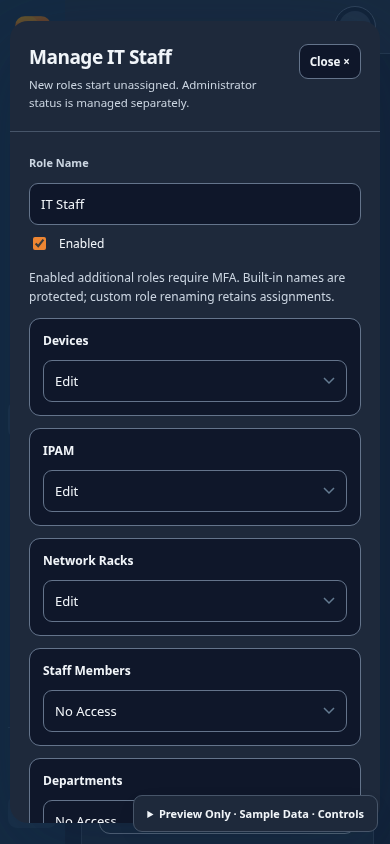 Manage IT Staff
Close ×
New roles start unassigned. Administrator
status is managed separately.
Role Name
IT Staff
Enabled
Enabled additional roles require MFA. Built-in names are
protected; custom role renaming retains assignments.
Devices
Edit
IPAM
Edit
Network Racks
Edit
Staff Members
No Access
Departments
No Access
▶ Preview Only · Sample Data · Controls